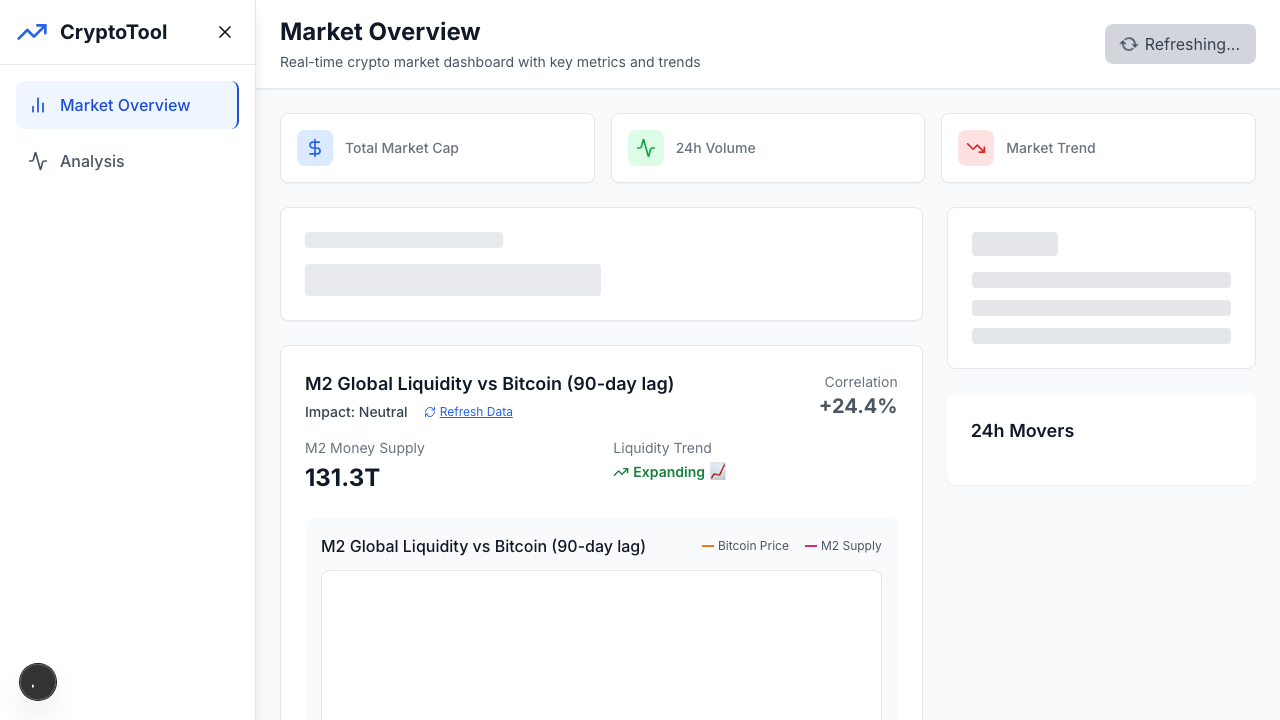 CryptoTool
Market Overview
Analysis
Market Overview
Real-time crypto market dashboard with key metrics and trends
Refreshing...
Total Market Cap
24h Volume
Market Trend
M2 Global Liquidity vs Bitcoin (90-day lag)
Impact: Neutral
Refresh Data
Correlation
+24.4%
M2 Money Supply
131.3T
Liquidity Trend
Expanding 📈
M2 Global Liquidity vs Bitcoin (90-day lag)
Bitcoin Price
M2 Supply
24h Movers